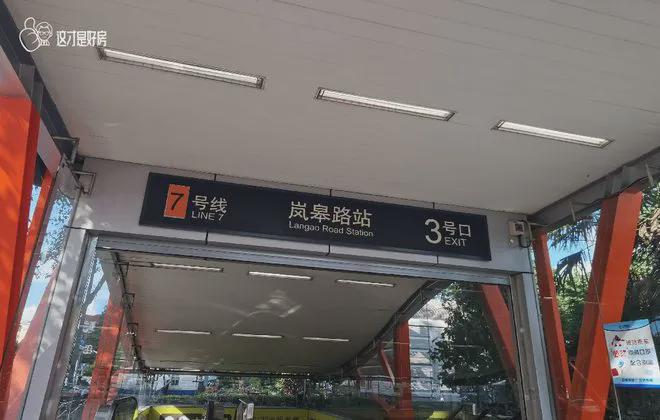 这才是好房
7号线
LINE 7
岚皋路站
Langao Road Station
3号口
EXIT